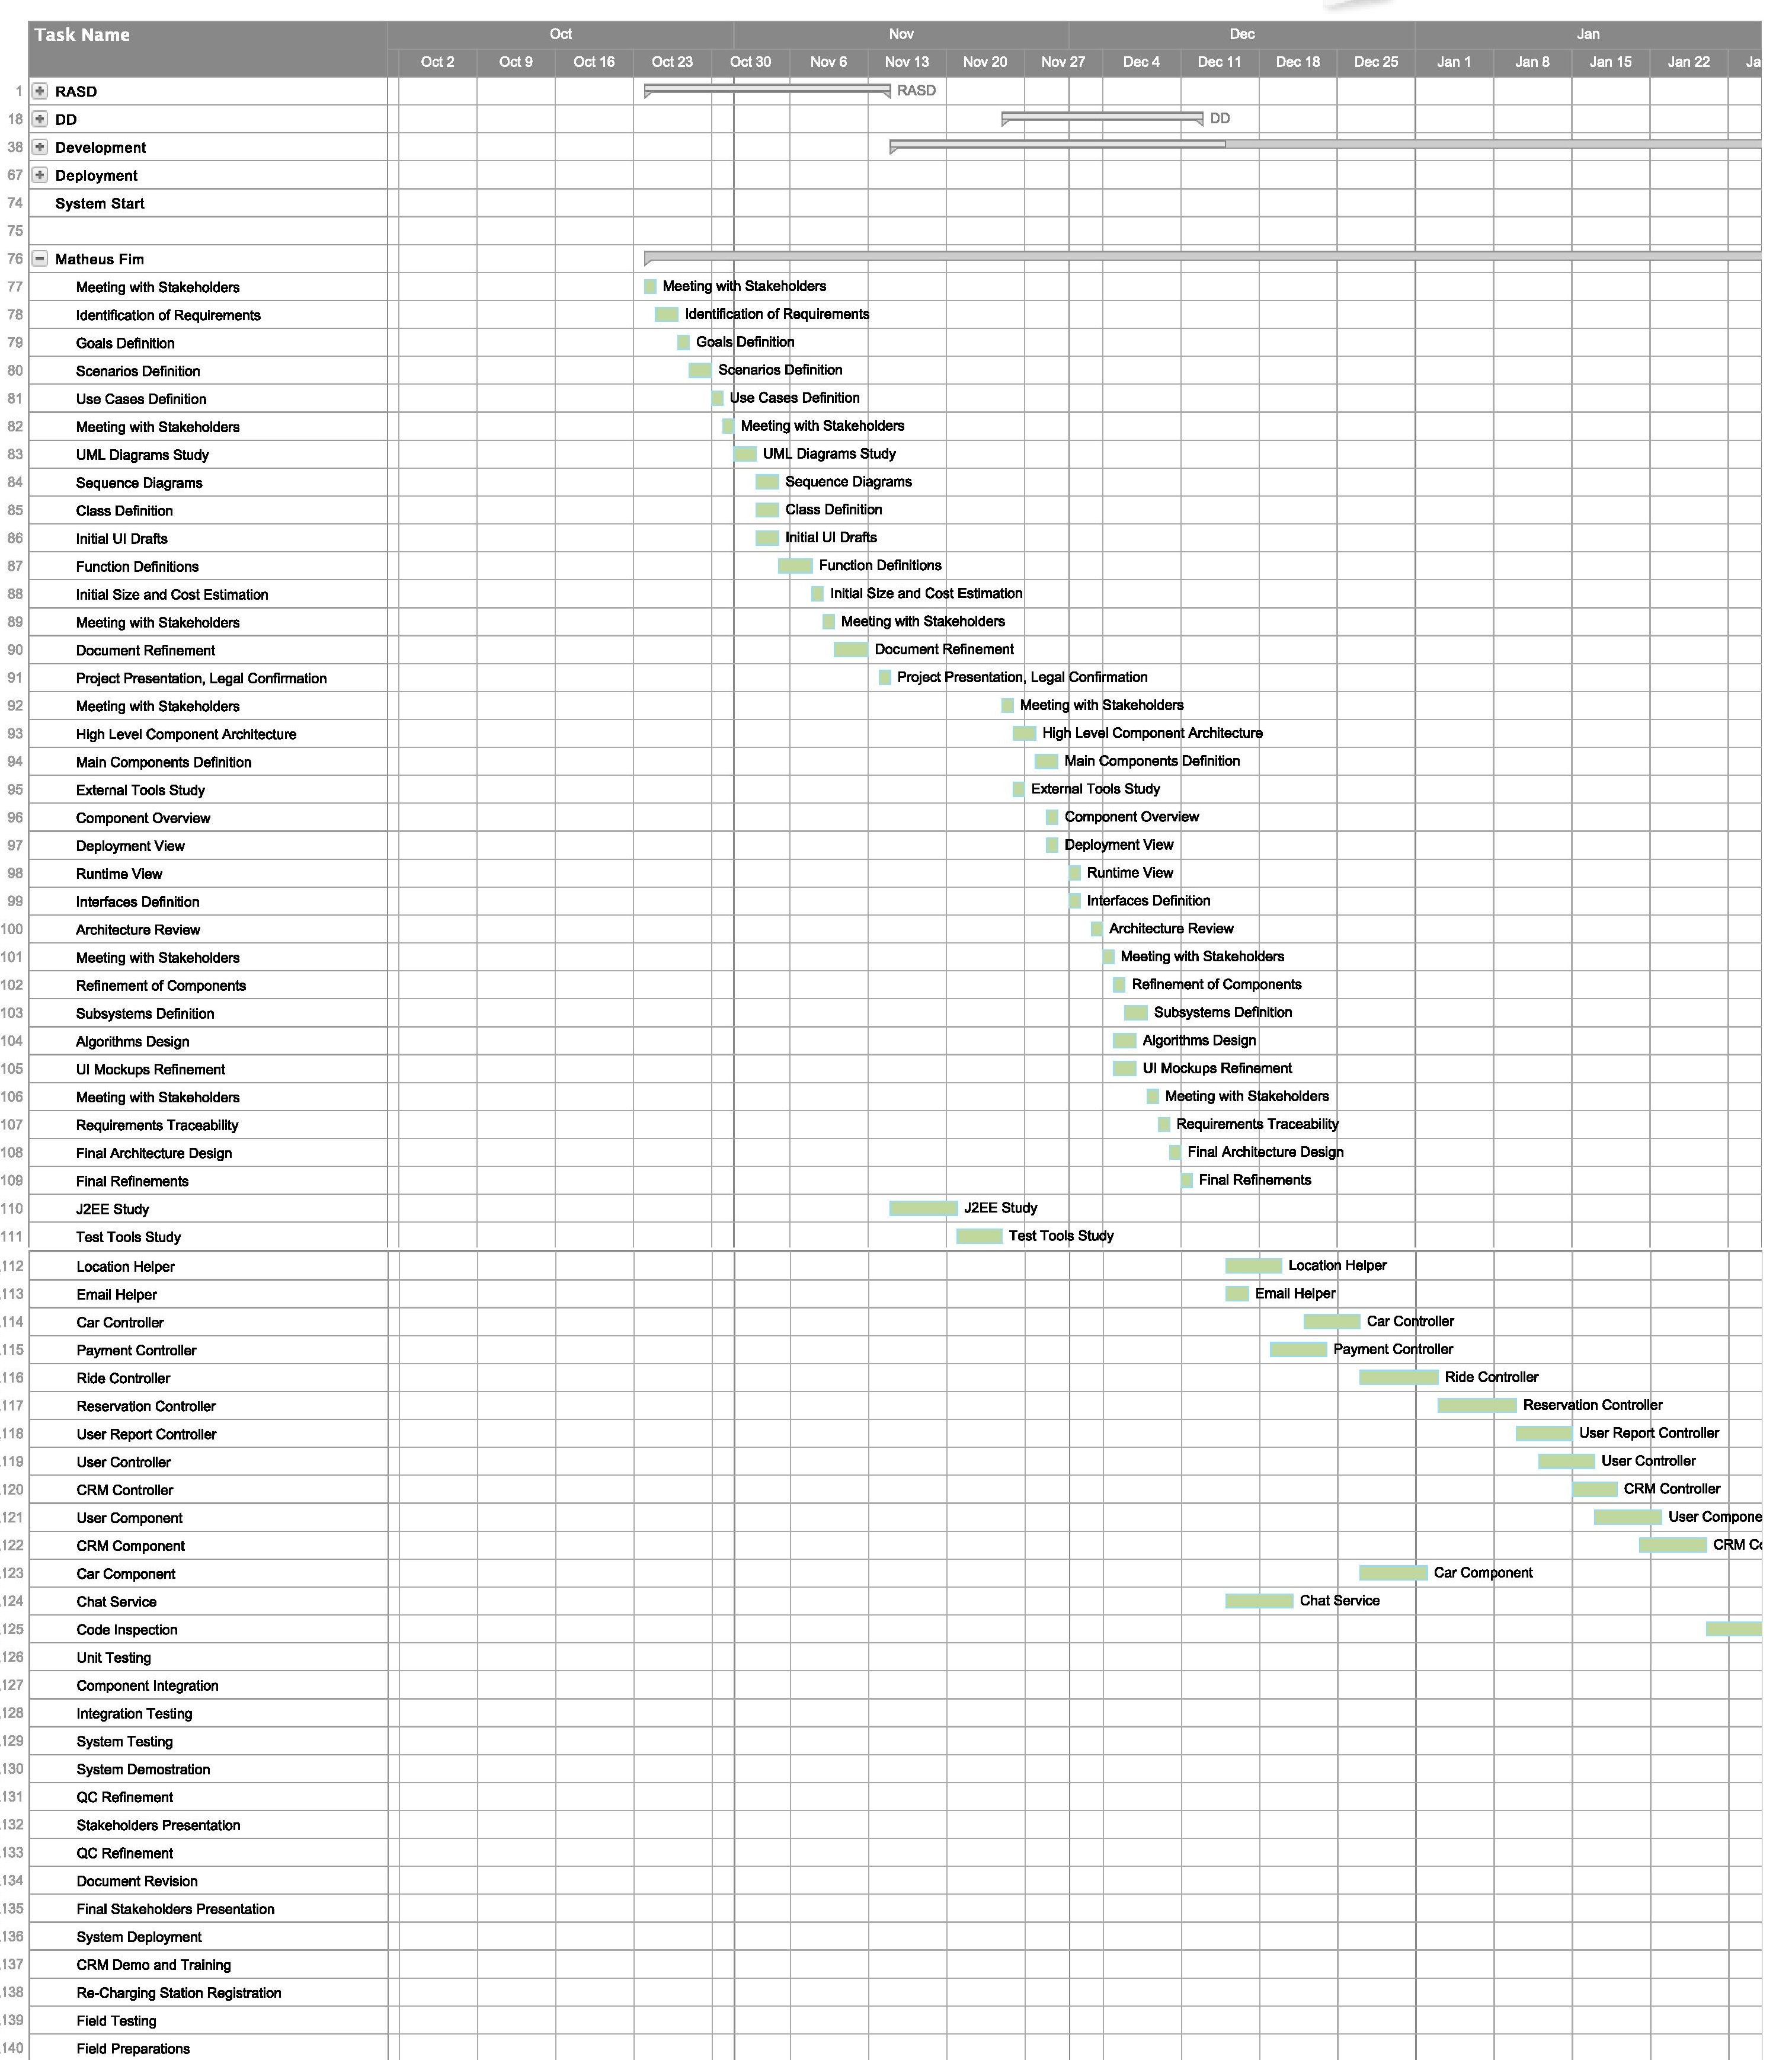 Task Name
Oct Nov Dec Jan
Oct 2 Oct 9 Oct 16 Oct 23 Oct 30 Nov 6 Nov 13 Nov 20 Nov 27 Dec 4 Dec 11 Dec 18 Dec 25 Jan 1 Jan 8 Jan 15 Jan 22 Ja
1 RASD RASD
18 DD DD
38 Development
67 Deployment
74 System Start
75
76 Matheus Fim
77 Meeting with Stakeholders Meeting with Stakeholders
78 Identification of Requirements Identification of Requirements
79 Goals Definition Goals Definition
80 Scenarios Definition Scenarios Definition
81 Use Cases Definition Use Cases Definition
82 Meeting with Stakeholders Meeting with Stakeholders
83 UML Diagrams Study UML Diagrams Study
84 Sequence Diagrams Sequence Diagrams
85 Class Definition Class Definition
86 Initial UI Drafts Initial UI Drafts
87 Function Definitions Function Definitions
88 Initial Size and Cost Estimation Initial Size and Cost Estimation
89 Meeting with Stakeholders Meeting with Stakeholders
90 Document Refinement Document Refinement
91 Project Presentation, Legal Confirmation Project Presentation, Legal Confirmation
92 Meeting with Stakeholders Meeting with Stakeholders
93 High Level Component Architecture High Level Component Architecture
94 Main Components Definition Main Components Definition
95 External Tools Study External Tools Study
96 Component Overview Component Overview
97 Deployment View Deployment View
98 Runtime View Runtime View
99 Interfaces Definition Interfaces Definition
100 Architecture Review Architecture Review
101 Meeting with Stakeholders Meeting with Stakeholders
102 Refinement of Components Refinement of Components
103 Subsystems Definition Subsystems Definition
104 Algorithms Design Algorithms Design
105 UI Mockups Refinement UI Mockups Refinement
106 Meeting with Stakeholders Meeting with Stakeholders
107 Requirements Traceability Requirements Traceability
108 Final Architecture Design Final Architecture Design
109 Final Refinements Final Refinements
110 J2EE Study J2EE Study
111 Test Tools Study Test Tools Study
112 Location Helper Location Helper
113 Email Helper Email Helper
114 Car Controller Car Controller
115 Payment Controller Payment Controller
116 Ride Controller Ride Controller
117 Reservation Controller Reservation Controller
118 User Report Controller User Report Controller
119 User Controller User Controller
120 CRM Controller CRM Controller
121 User Component User Compone
122 CRM Component CRM Co
123 Car Component Car Component
124 Chat Service Chat Service
125 Code Inspection
126 Unit Testing
127 Component Integration
128 Integration Testing
129 System Testing
130 System Demostration
131 QC Refinement
132 Stakeholders Presentation
133 QC Refinement
134 Document Revision
135 Final Stakeholders Presentation
136 System Deployment
137 CRM Demo and Training
138 Re-Charging Station Registration
139 Field Testing
140 Field Preparations